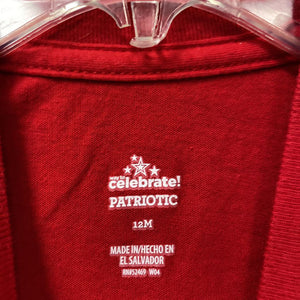 way to
celebrate!
PATRIOTIC
12M
MADE IN/HECHO EN
EL SALVADOR
RN#52469 W04